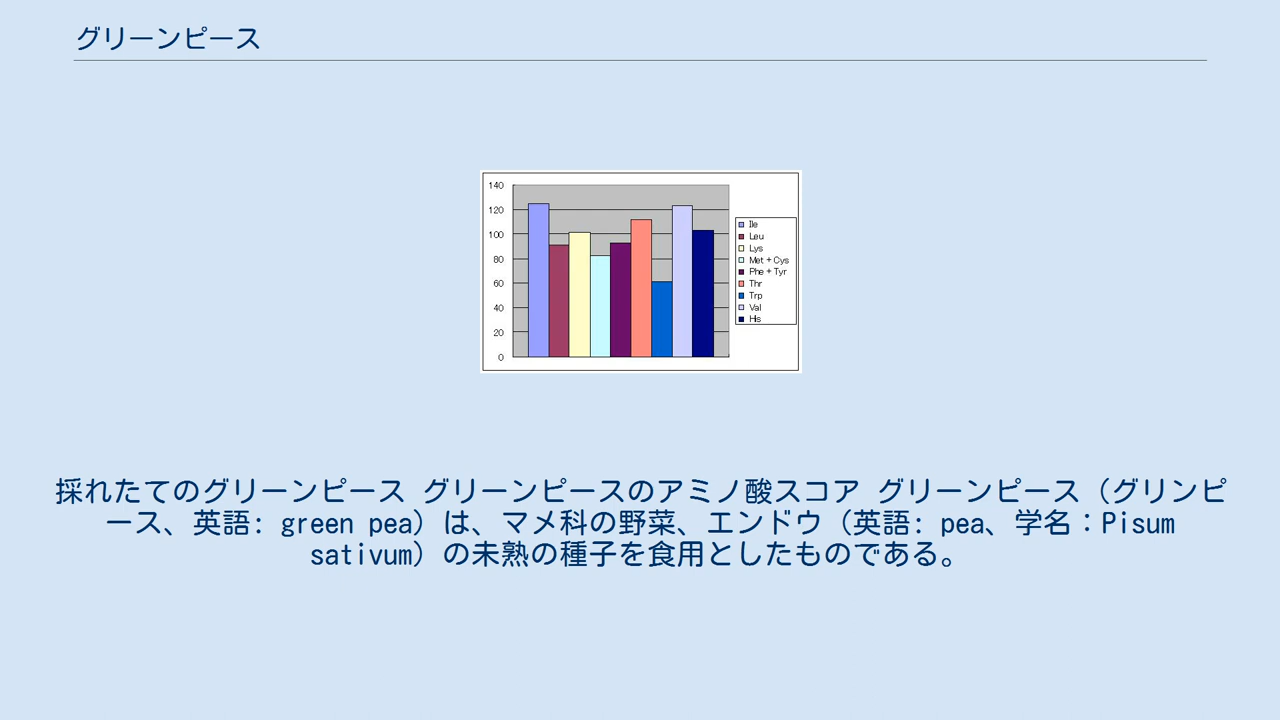 グリーンピース
140
120
100
80
60
40
20
0
Ile
Leu
Lys
Met + Cys
Phe + Tyr
Thr
Trp
Val
His
採れたてのグリーンピース グリーンピースのアミノ酸スコア グリーンピース（グリンピ
ース、英語: green pea）は、マメ科の野菜、エンドウ（英語: pea、学名：Pisum
sativum）の未熟の種子を食用としたものである。